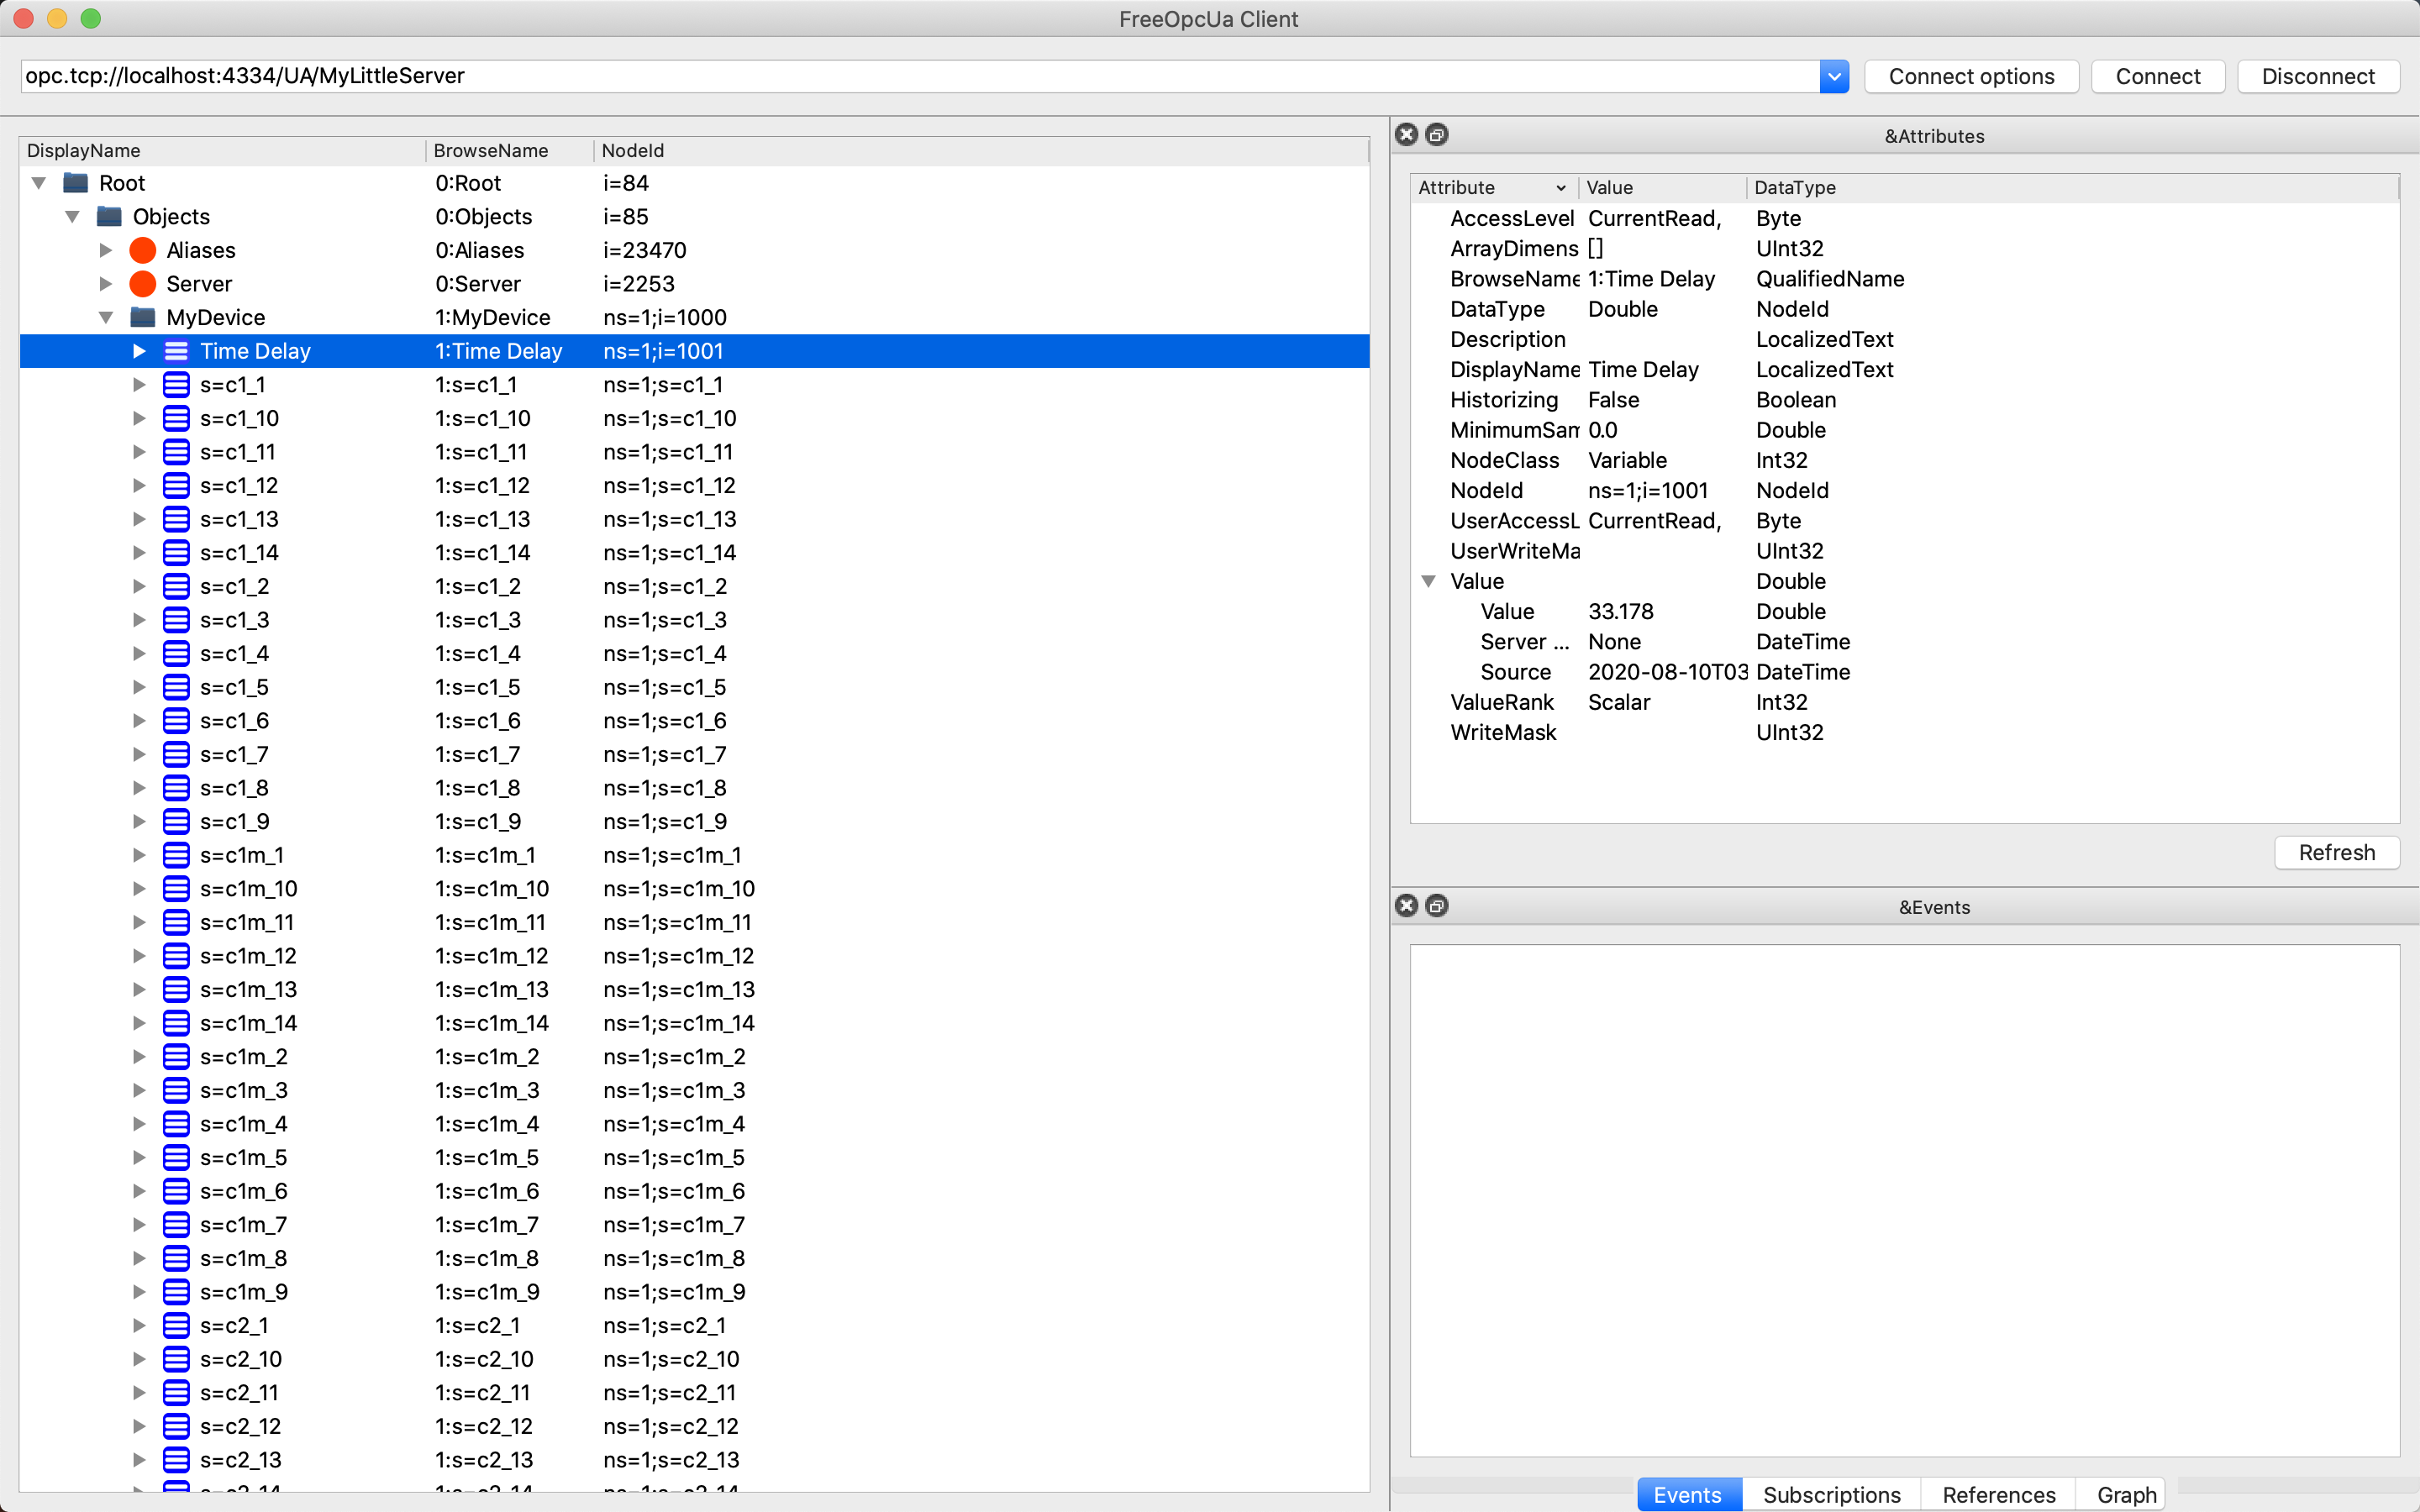 FreeOpcUa Client
opc.tcp://localhost:4334/UA/MyLittleServer
Connect options
Connect
Disconnect
DisplayName BrowseName NodeId
Root 0:Root i=84
Objects 0:Objects i=85
Aliases 0:Aliases i=23470
Server 0:Server i=2253
MyDevice 1:MyDevice ns=1;i=1000
Time Delay 1:Time Delay ns=1;i=1001
s=c1_1 1:s=c1_1 ns=1;s=c1_1
s=c1_10 1:s=c1_10 ns=1;s=c1_10
s=c1_11 1:s=c1_11 ns=1;s=c1_11
s=c1_12 1:s=c1_12 ns=1;s=c1_12
s=c1_13 1:s=c1_13 ns=1;s=c1_13
s=c1_14 1:s=c1_14 ns=1;s=c1_14
s=c1_2 1:s=c1_2 ns=1;s=c1_2
s=c1_3 1:s=c1_3 ns=1;s=c1_3
s=c1_4 1:s=c1_4 ns=1;s=c1_4
s=c1_5 1:s=c1_5 ns=1;s=c1_5
s=c1_6 1:s=c1_6 ns=1;s=c1_6
s=c1_7 1:s=c1_7 ns=1;s=c1_7
s=c1_8 1:s=c1_8 ns=1;s=c1_8
s=c1_9 1:s=c1_9 ns=1;s=c1_9
s=c1m_1 1:s=c1m_1 ns=1;s=c1m_1
s=c1m_10 1:s=c1m_10 ns=1;s=c1m_10
s=c1m_11 1:s=c1m_11 ns=1;s=c1m_11
s=c1m_12 1:s=c1m_12 ns=1;s=c1m_12
s=c1m_13 1:s=c1m_13 ns=1;s=c1m_13
s=c1m_14 1:s=c1m_14 ns=1;s=c1m_14
s=c1m_2 1:s=c1m_2 ns=1;s=c1m_2
s=c1m_3 1:s=c1m_3 ns=1;s=c1m_3
s=c1m_4 1:s=c1m_4 ns=1;s=c1m_4
s=c1m_5 1:s=c1m_5 ns=1;s=c1m_5
s=c1m_6 1:s=c1m_6 ns=1;s=c1m_6
s=c1m_7 1:s=c1m_7 ns=1;s=c1m_7
s=c1m_8 1:s=c1m_8 ns=1;s=c1m_8
s=c1m_9 1:s=c1m_9 ns=1;s=c1m_9
s=c2_1 1:s=c2_1 ns=1;s=c2_1
s=c2_10 1:s=c2_10 ns=1;s=c2_10
s=c2_11 1:s=c2_11 ns=1;s=c2_11
s=c2_12 1:s=c2_12 ns=1;s=c2_12
s=c2_13 1:s=c2_13 ns=1;s=c2_13
s=c2_14 1:s=c2_14 ns=1;s=c2_14
&Attributes
Attribute Value DataType
AccessLevel CurrentRead, Byte
ArrayDimens [] UInt32
BrowseName 1:Time Delay QualifiedName
DataType Double NodeId
Description LocalizedText
DisplayName Time Delay LocalizedText
Historizing False Boolean
MinimumSam 0.0 Double
NodeClass Variable Int32
NodeId ns=1;i=1001 NodeId
UserAccessL CurrentRead, Byte
UserWriteMa UInt32
Value Double
Value 33.178 Double
Server ... None DateTime
Source 2020-08-10T03 DateTime
ValueRank Scalar Int32
WriteMask UInt32
Refresh
&Events
Events Subscriptions References Graph